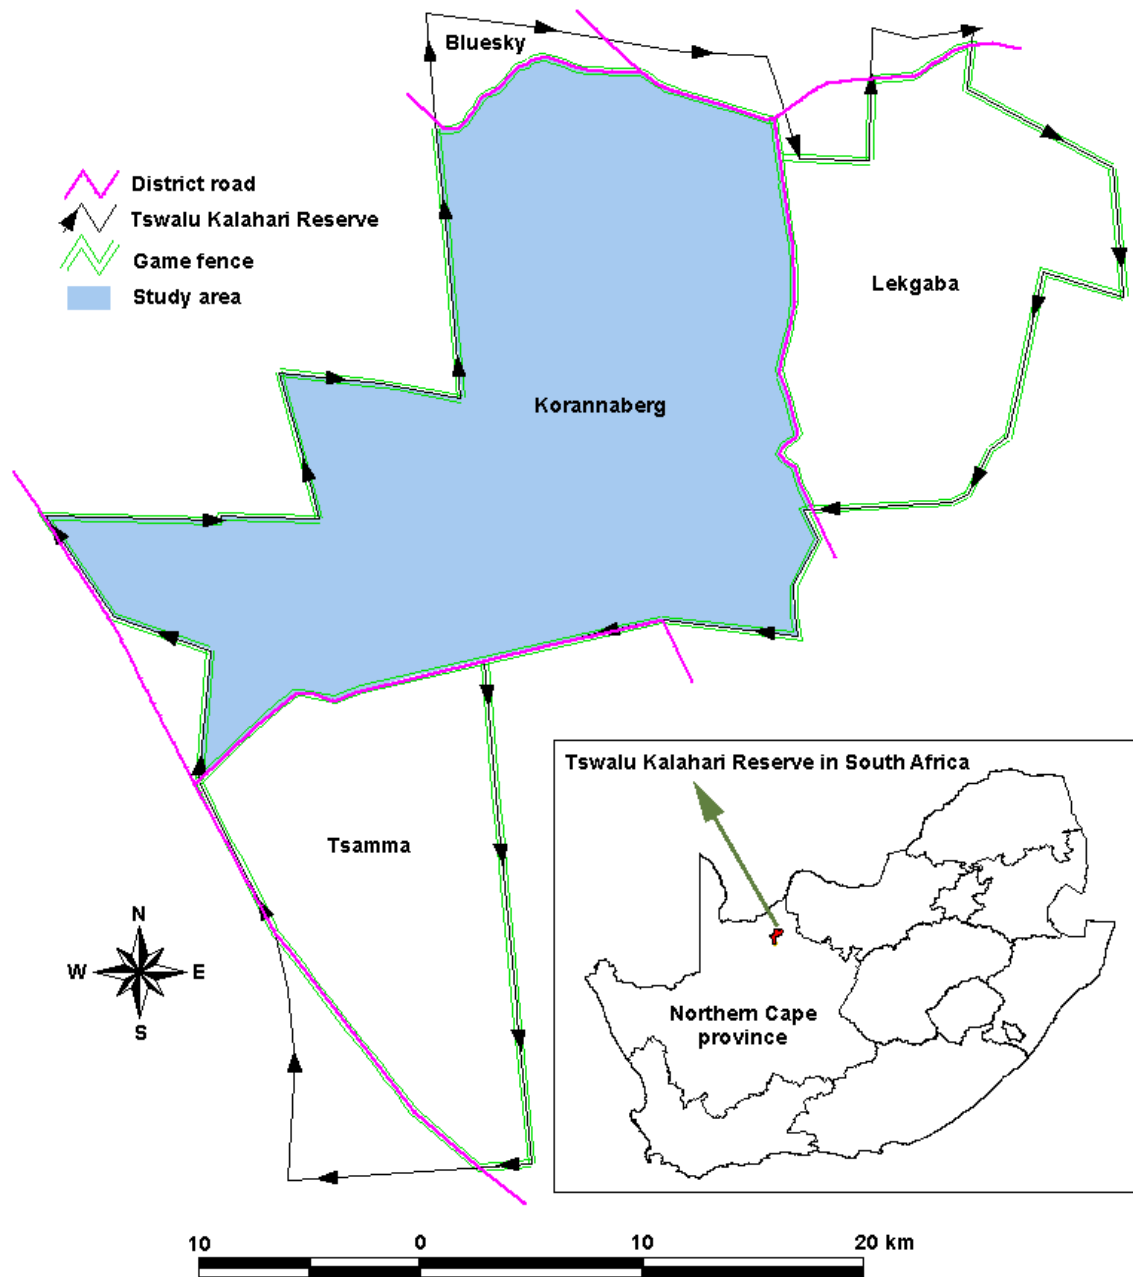 Bluesky
District road
Tswalu Kalahari Reserve
Game fence
Study area
Lekgaba
Korannaberg
Tswalu Kalahari Reserve in South Africa
Tsamma
N
W
E
S
Northern Cape
province
10
0
10
20 km